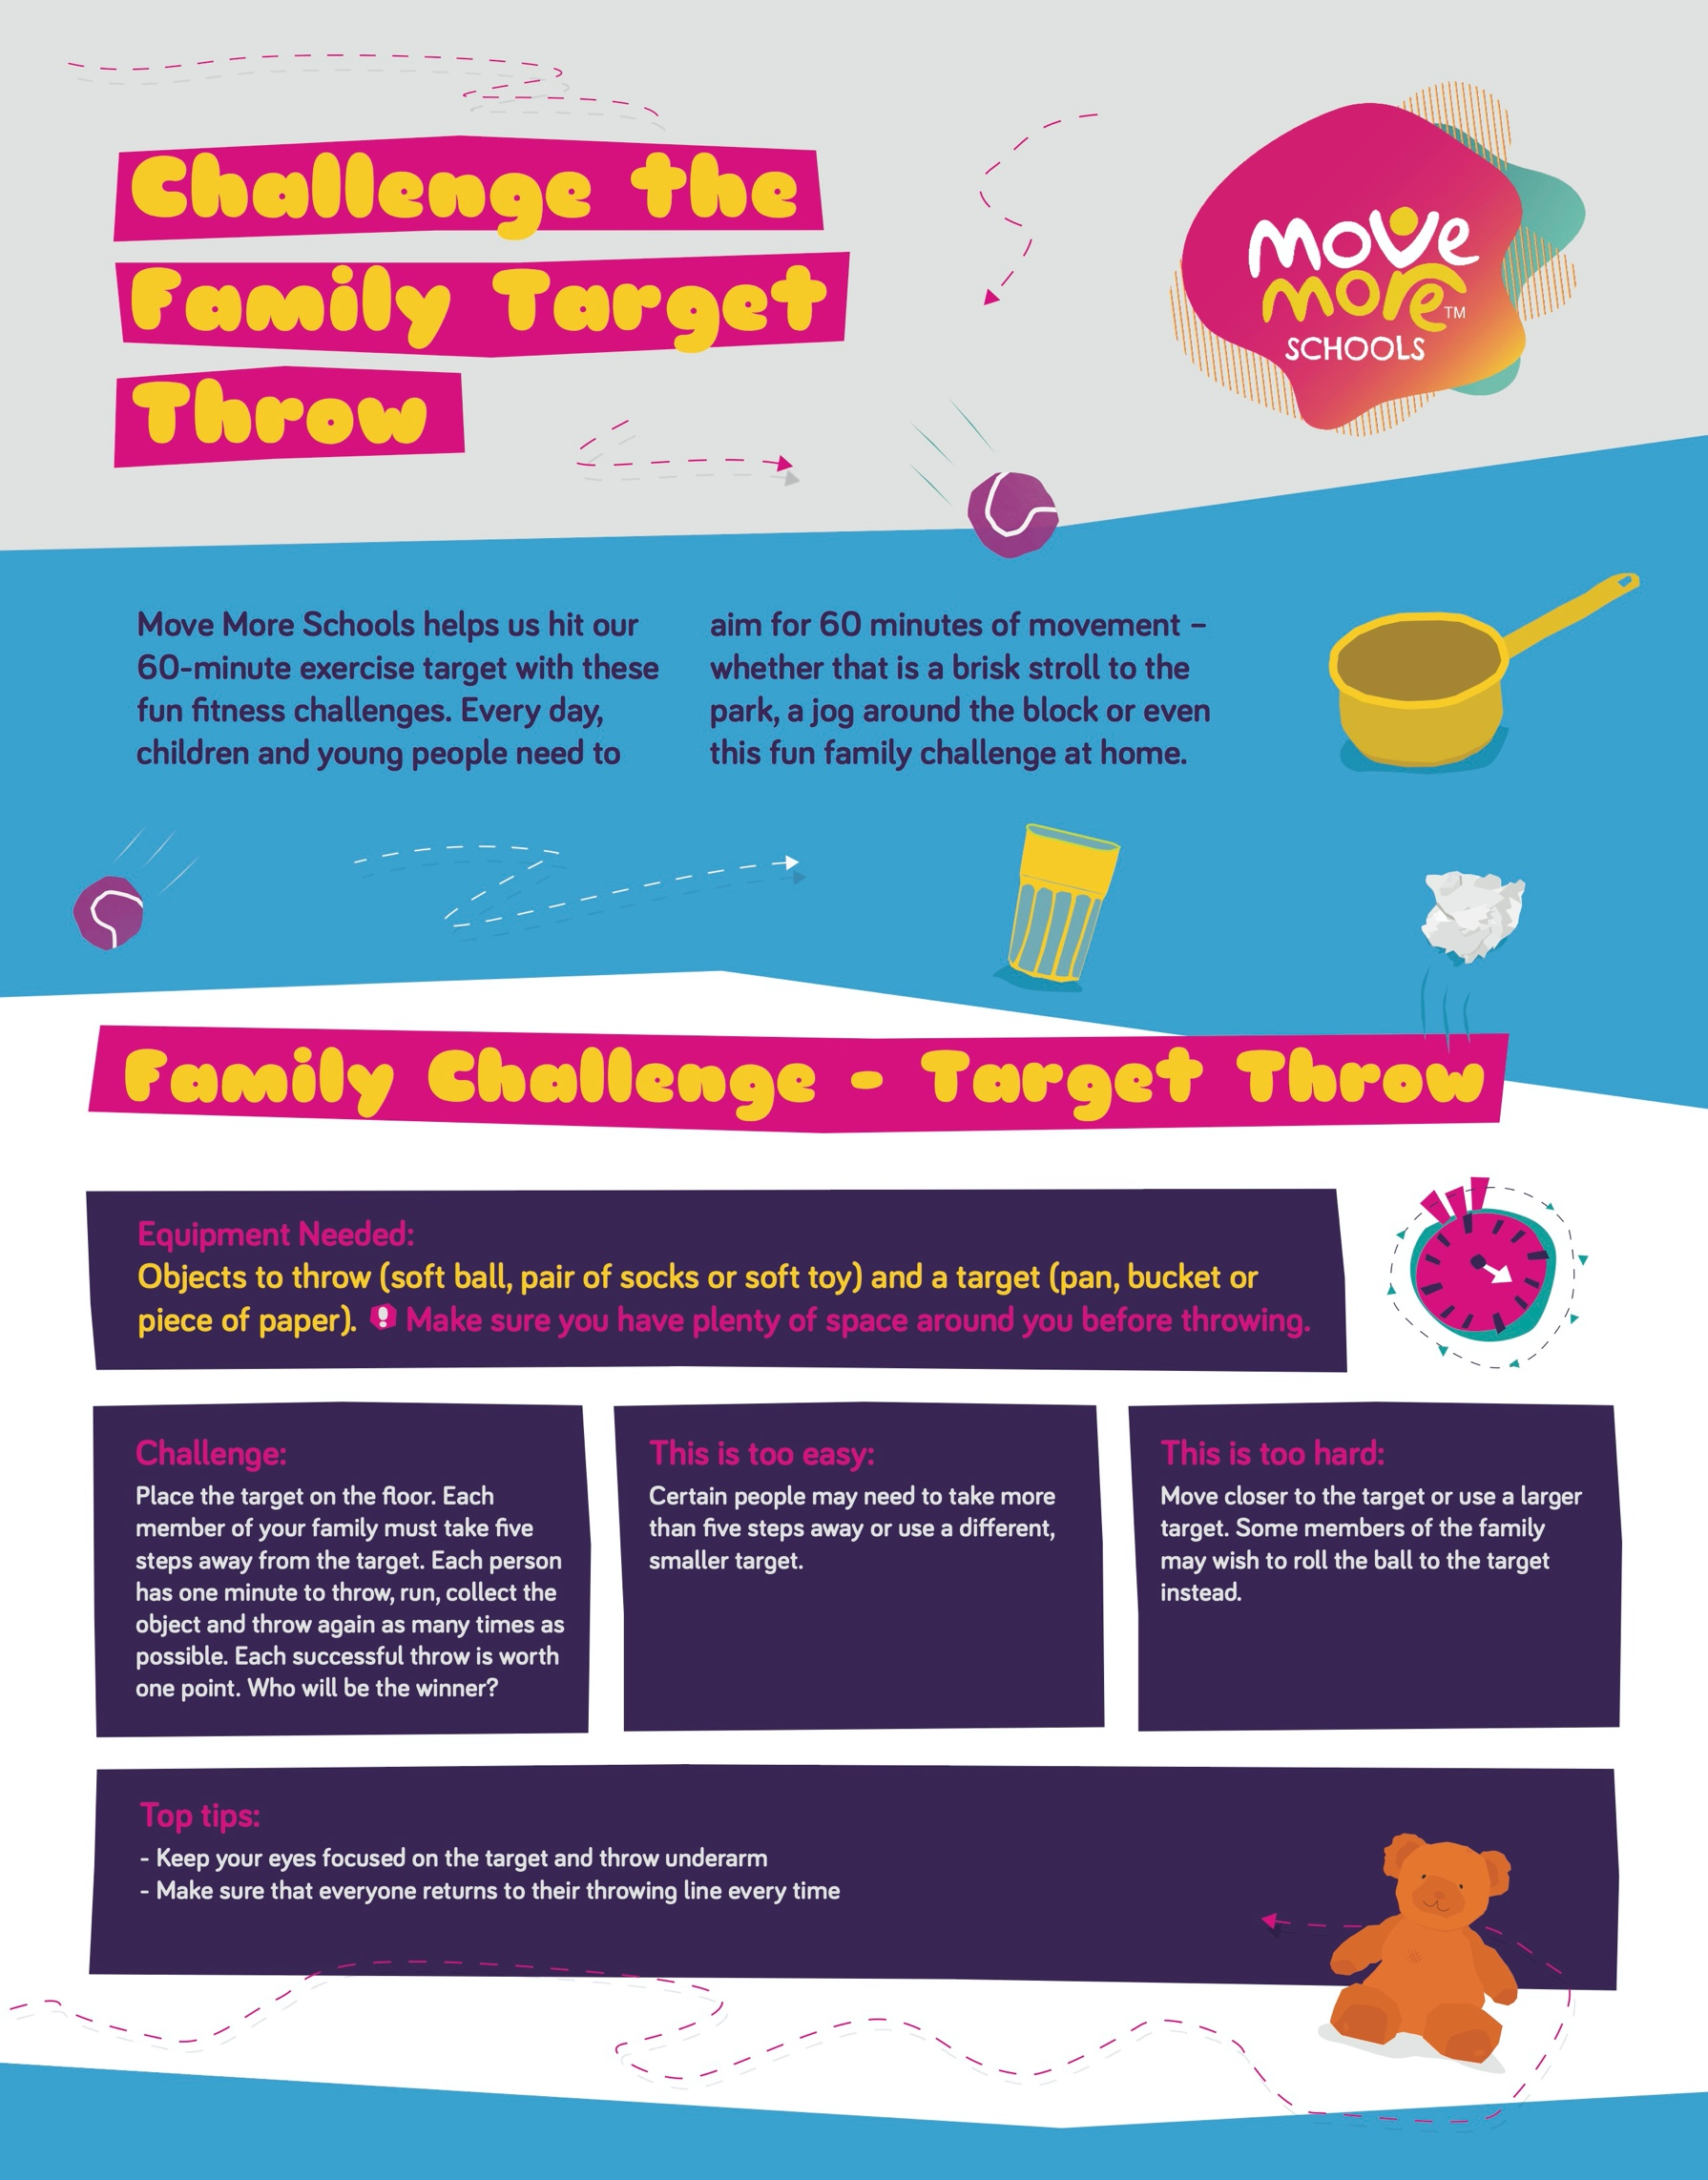 Challenge the
Family Target
Throw
move
more™
SCHOOLS
Move More Schools helps us hit our
60-minute exercise target with these
fun fitness challenges. Every day,
children and young people need to
aim for 60 minutes of movement –
whether that is a brisk stroll to the
park, a jog around the block or even
this fun family challenge at home.
Family Challenge - Target Throw
Equipment Needed:
Objects to throw (soft ball, pair of socks or soft toy) and a target (pan, bucket or
piece of paper). ! Make sure you have plenty of space around you before throwing.
Challenge:
Place the target on the floor. Each
member of your family must take five
steps away from the target. Each person
has one minute to throw, run, collect the
object and throw again as many times as
possible. Each successful throw is worth
one point. Who will be the winner?
This is too easy:
Certain people may need to take more
than five steps away or use a different,
smaller target.
This is too hard:
Move closer to the target or use a larger
target. Some members of the family
may wish to roll the ball to the target
instead.
Top tips:
- Keep your eyes focused on the target and throw underarm
- Make sure that everyone returns to their throwing line every time